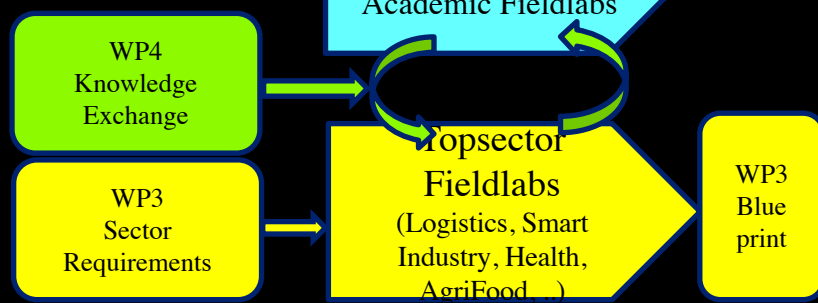 Academic Fieldlabs
WP4
Knowledge
Exchange
Topsector
Fieldlabs
(Logistics, Smart
Industry, Health,
AgriFood, ..)
WP3
Sector
Requirements
WP3
Blue
print